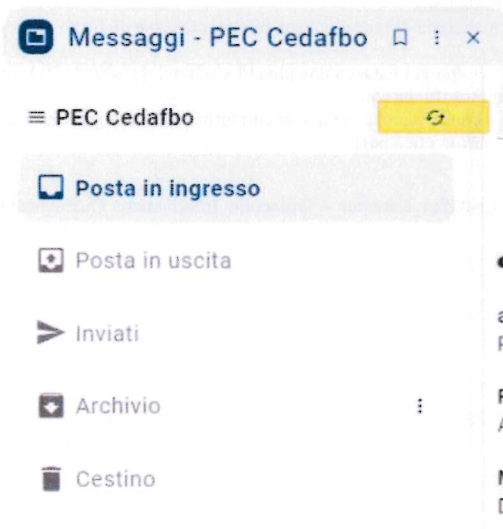 Messaggi - PEC Cedafbo
PEC Cedafbo
Posta in ingresso
Posta in uscita
Inviati
Archivio
Cestino